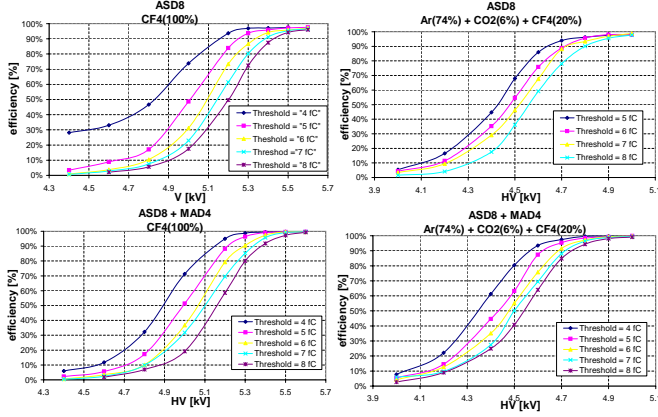 ASD8
CF4(100%)
100%
90%
80%
70%
60%
50%
40%
30%
20%
10%
0%
efficiency [%]
Threshold = "4 fC"
Threshold = "5 fC"
Threshold = "6 fC"
Threshold = "7 fC"
Threshold = "8 fC"
4.3 4.5 4.7 4.9 5.1 5.3 5.5 5.7
V [kV]
ASD8
Ar(74%) + CO2(6%) + CF4(20%)
100%
90%
80%
70%
60%
50%
40%
30%
20%
10%
0%
efficiency [%]
Threshold = 5 fC
Threshold = 6 fC
Threshold = 7 fC
Threshold = 8 fC
3.9 4.1 4.3 4.5 4.7 4.9 5.1
HV [kV]
ASD8 + MAD4
CF4(100%)
100%
90%
80%
70%
60%
50%
40%
30%
20%
10%
0%
efficiency [%]
Threshold = 4 fC
Threshold = 5 fC
Threshold = 6 fC
Threshold = 7 fC
Threshold = 8 fC
4.3 4.5 4.7 4.9 5.1 5.3 5.5 5.7
HV [kV]
ASD8 + MAD4
Ar(74%) + CO2(6%) + CF4(20%)
100%
90%
80%
70%
60%
50%
40%
30%
20%
10%
0%
efficiency [%]
Threshold = 4 fC
Threshold = 5 fC
Threshold = 6 fC
Threshold = 7 fC
Threshold = 8 fC
3.9 4.1 4.3 4.5 4.7 4.9 5.1
HV [kV]